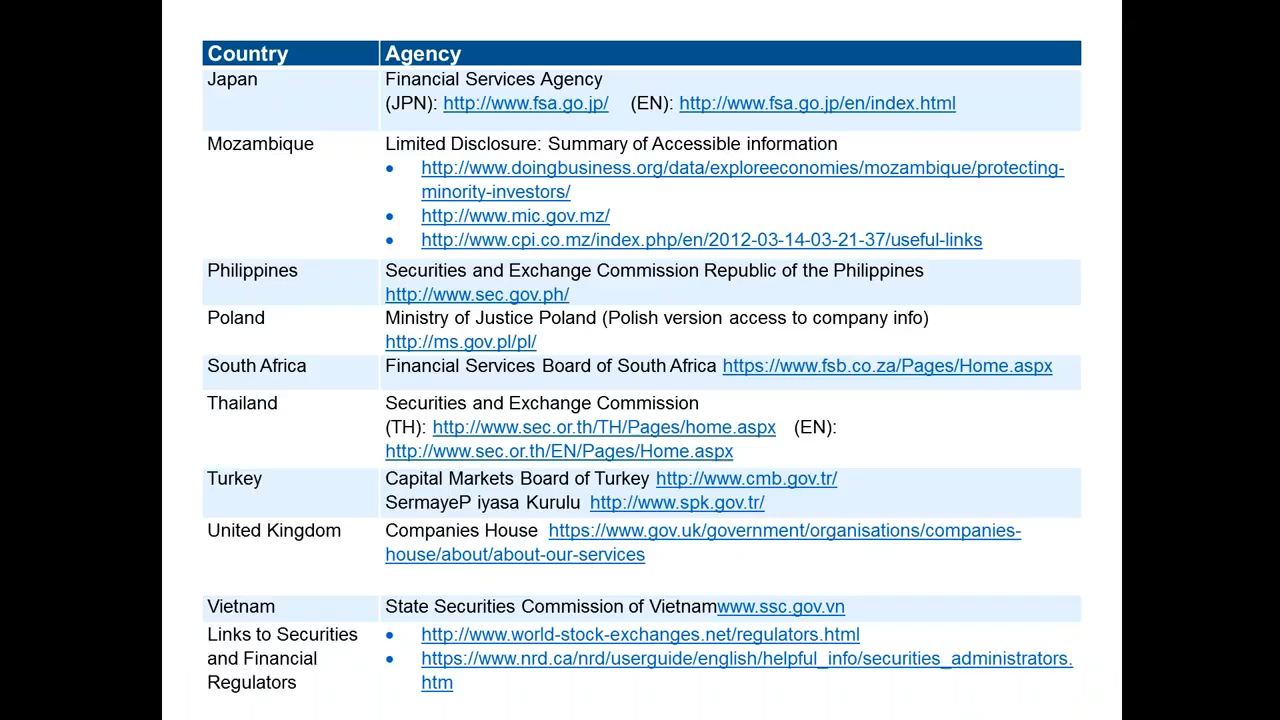 Country Agency
Japan Financial Services Agency
(JPN): http://www.fsa.go.jp/ (EN): http://www.fsa.go.jp/en/index.html
Mozambique Limited Disclosure: Summary of Accessible information
• http://www.doingbusiness.org/data/exploreeconomies/mozambique/protecting-
minority-investors/
• http://www.mic.gov.mz/
• http://www.cpi.co.mz/index.php/en/2012-03-14-03-21-37/useful-links
Philippines Securities and Exchange Commission Republic of the Philippines
http://www.sec.gov.ph/
Poland Ministry of Justice Poland (Polish version access to company info)
http://ms.gov.pl/pl/
South Africa Financial Services Board of South Africa https://www.fsb.co.za/Pages/Home.aspx
Thailand Securities and Exchange Commission
(TH): http://www.sec.or.th/TH/Pages/home.aspx (EN):
http://www.sec.or.th/EN/Pages/Home.aspx
Turkey Capital Markets Board of Turkey http://www.cmb.gov.tr/
SermayeP iyasa Kurulu http://www.spk.gov.tr/
United Kingdom Companies House https://www.gov.uk/government/organisations/companies-
house/about/about-our-services
Vietnam State Securities Commission of Vietnamwww.ssc.gov.vn
Links to Securities • http://www.world-stock-exchanges.net/regulators.html
and Financial • https://www.nrd.ca/nrd/userguide/english/helpful_info/securities_administrators.
Regulators htm